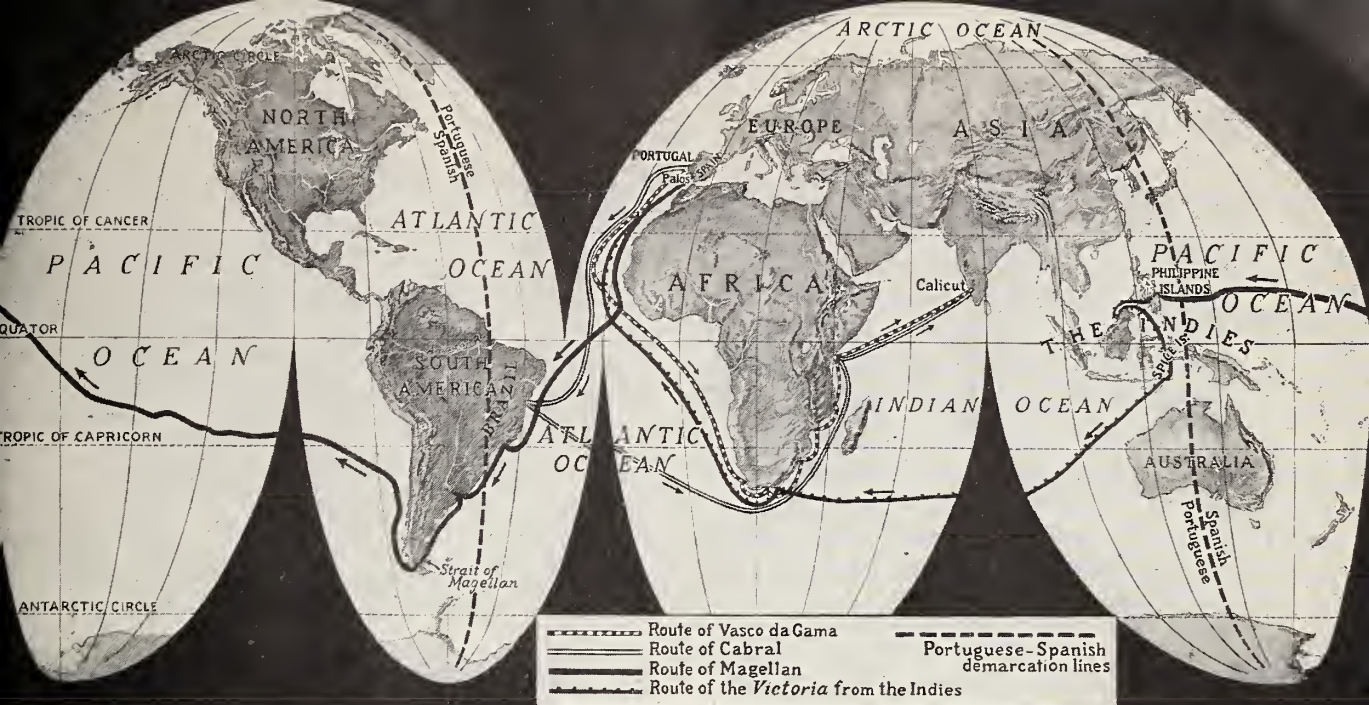 ARCTIC OCEAN
ARCTIC CIRCLE
NORTH
AMERICA
Portuguese
Spanish
EUROPE
ASIA
PORTUGAL
SPAIN
Palos
TROPIC OF CANCER
ATLANTIC
OCEAN
PACIFIC
OCEAN
AFRICA
Calicut
PACIFIC
OCEAN
PHILIPPINE
ISLANDS
QUATOR
THE INDIES
SPICE IS.
SOUTH
AMERICA
BRAZIL
INDIAN OCEAN
TROPIC OF CAPRICORN
ATLANTIC
OCEAN
AUSTRALIA
Spanish
Portuguese
Strait of
Magellan
ANTARCTIC CIRCLE
Route of Vasco da Gama
Route of Cabral
Route of Magellan
Route of the Victoria from the Indies
Portuguese-Spanish
demarcation lines